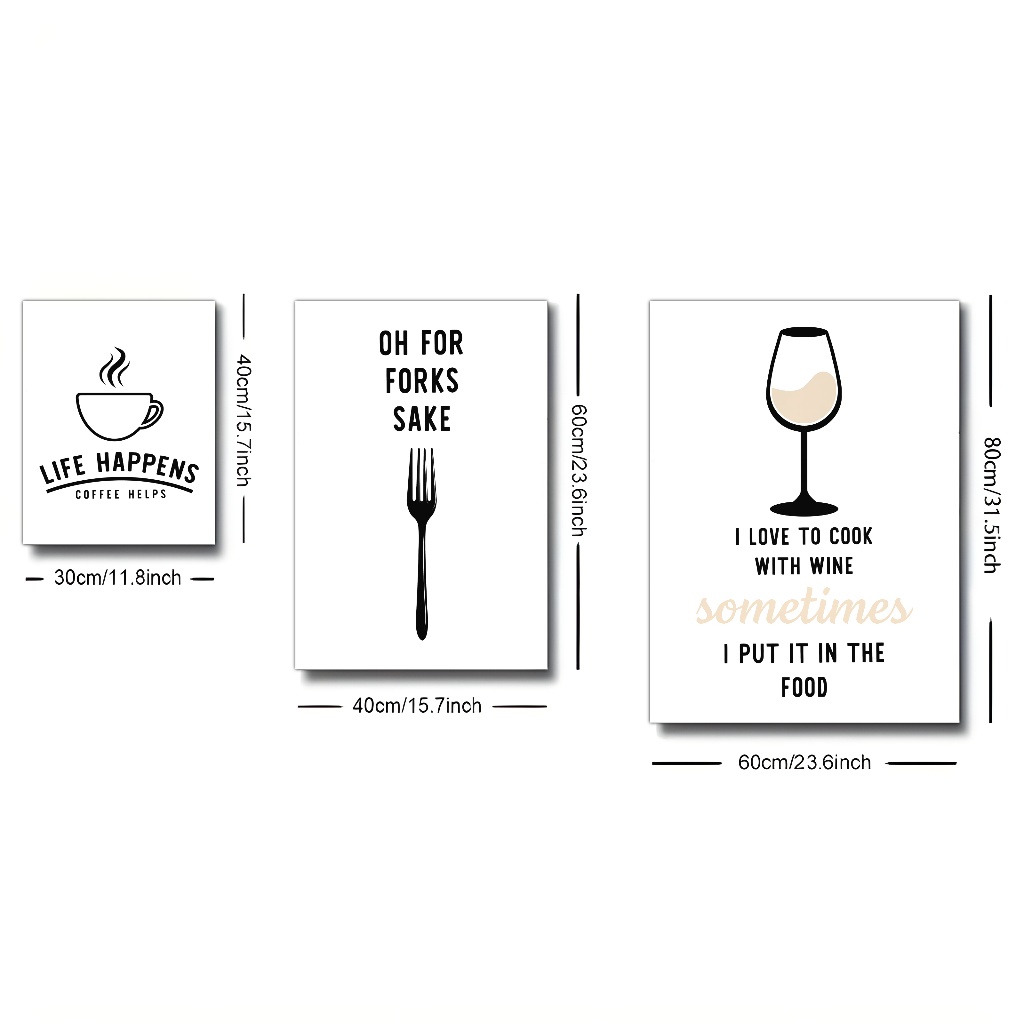 LIFE HAPPENS
COFFEE HELPS
40cm/15.7inch
30cm/11.8inch
OH FOR
FORKS
SAKE
60cm/23.6inch
40cm/15.7inch
I LOVE TO COOK
WITH WINE
sometimes
I PUT IT IN THE
FOOD
80cm/31.5inch
60cm/23.6inch